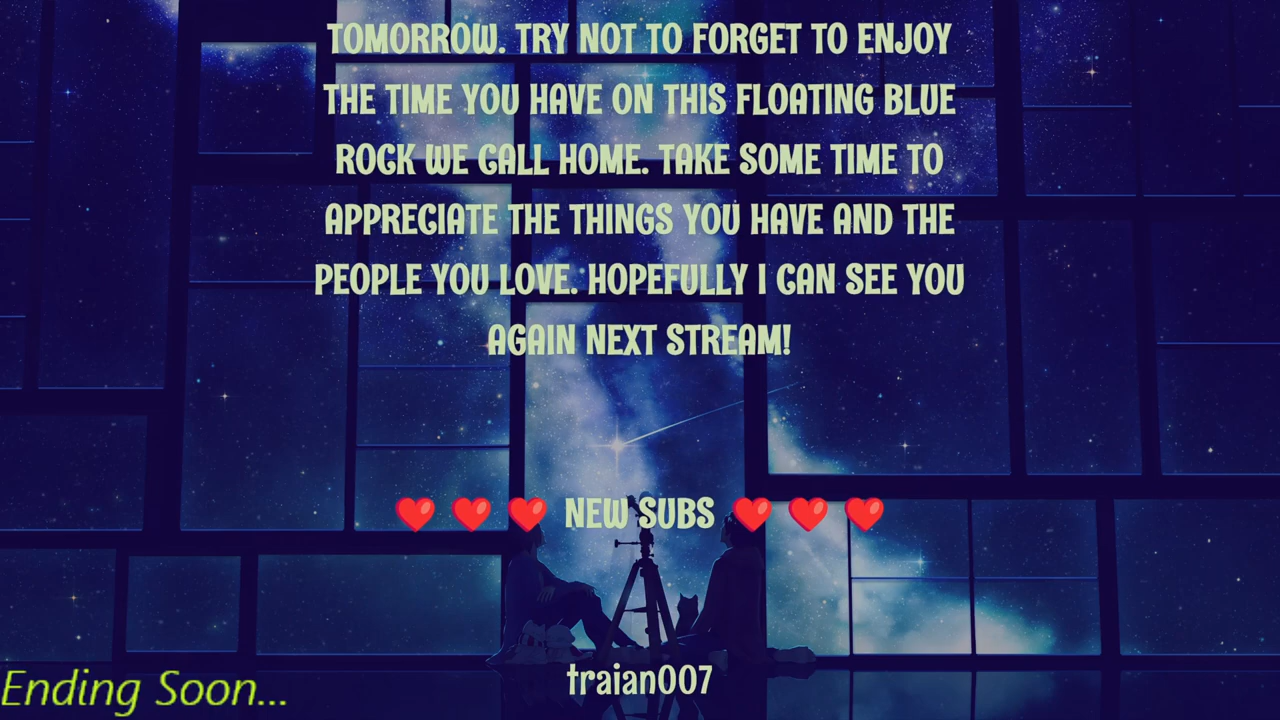 TOMORROW. TRY NOT TO FORGET TO ENJOY
THE TIME YOU HAVE ON THIS FLOATING BLUE
ROCK WE CALL HOME. TAKE SOME TIME TO
APPRECIATE THE THINGS YOU HAVE AND THE
PEOPLE YOU LOVE. HOPEFULLY I CAN SEE YOU
AGAIN NEXT STREAM!
❤️ ❤️ ❤️ NEW SUBS ❤️ ❤️ ❤️
traian007
Ending Soon...